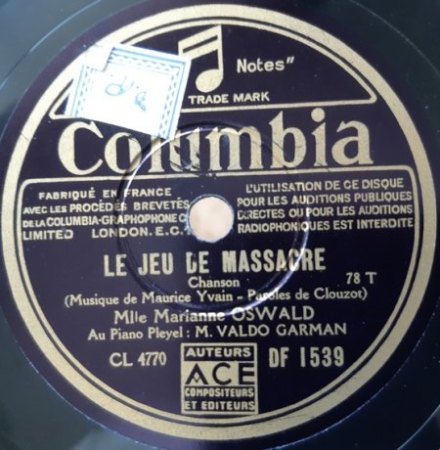 Notes"
TRADE MARK
Columbia
FABRIQUÉ EN FRANCE
AVEC LES PROCÉDÉS BREVETÉS
DE LA COLUMBIA-GRAPHOPHONE CO
LIMITED LONDON. E.C.
L'UTILISATION DE CE DISQUE
POUR LES AUDITIONS PUBLIQUES
DIRECTES OU POUR LES AUDITIONS
RADIOPHONIQUES EST INTERDITE
LE JEU DE MASSACRE
Chanson 78 T
(Musique de Maurice Yvain - Paroles de Clouzot)
Mlle Marianne OSWALD
Au Piano Pleyel : M. VALDO GARMAN
CL 4770
AUTEURS
ACE
COMPOSITEURS
ET ÉDITEURS
DF 1539